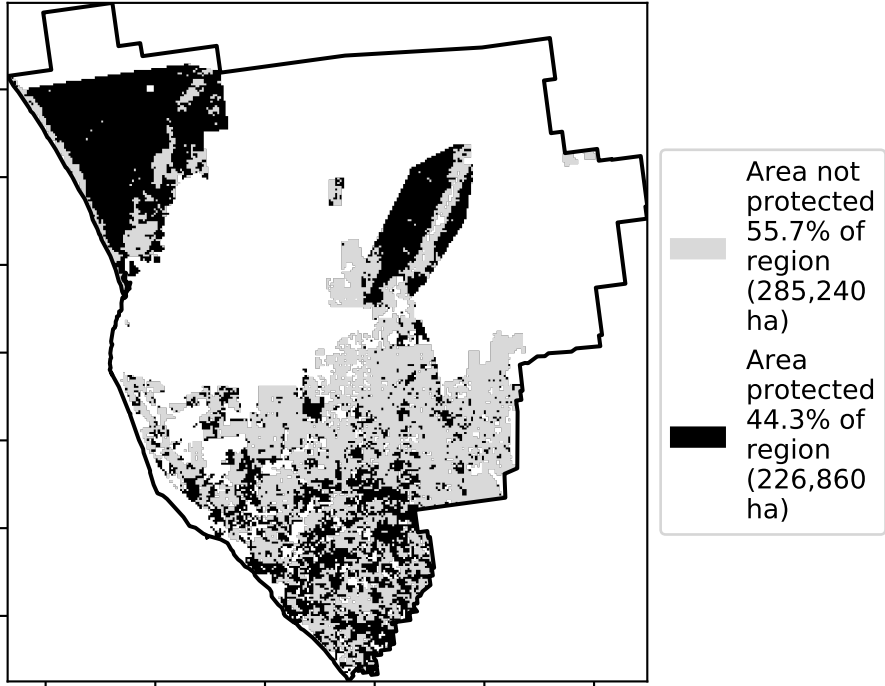 Area not
protected
55.7% of
region
(285,240
ha)
Area
protected
44.3% of
region
(226,860
ha)